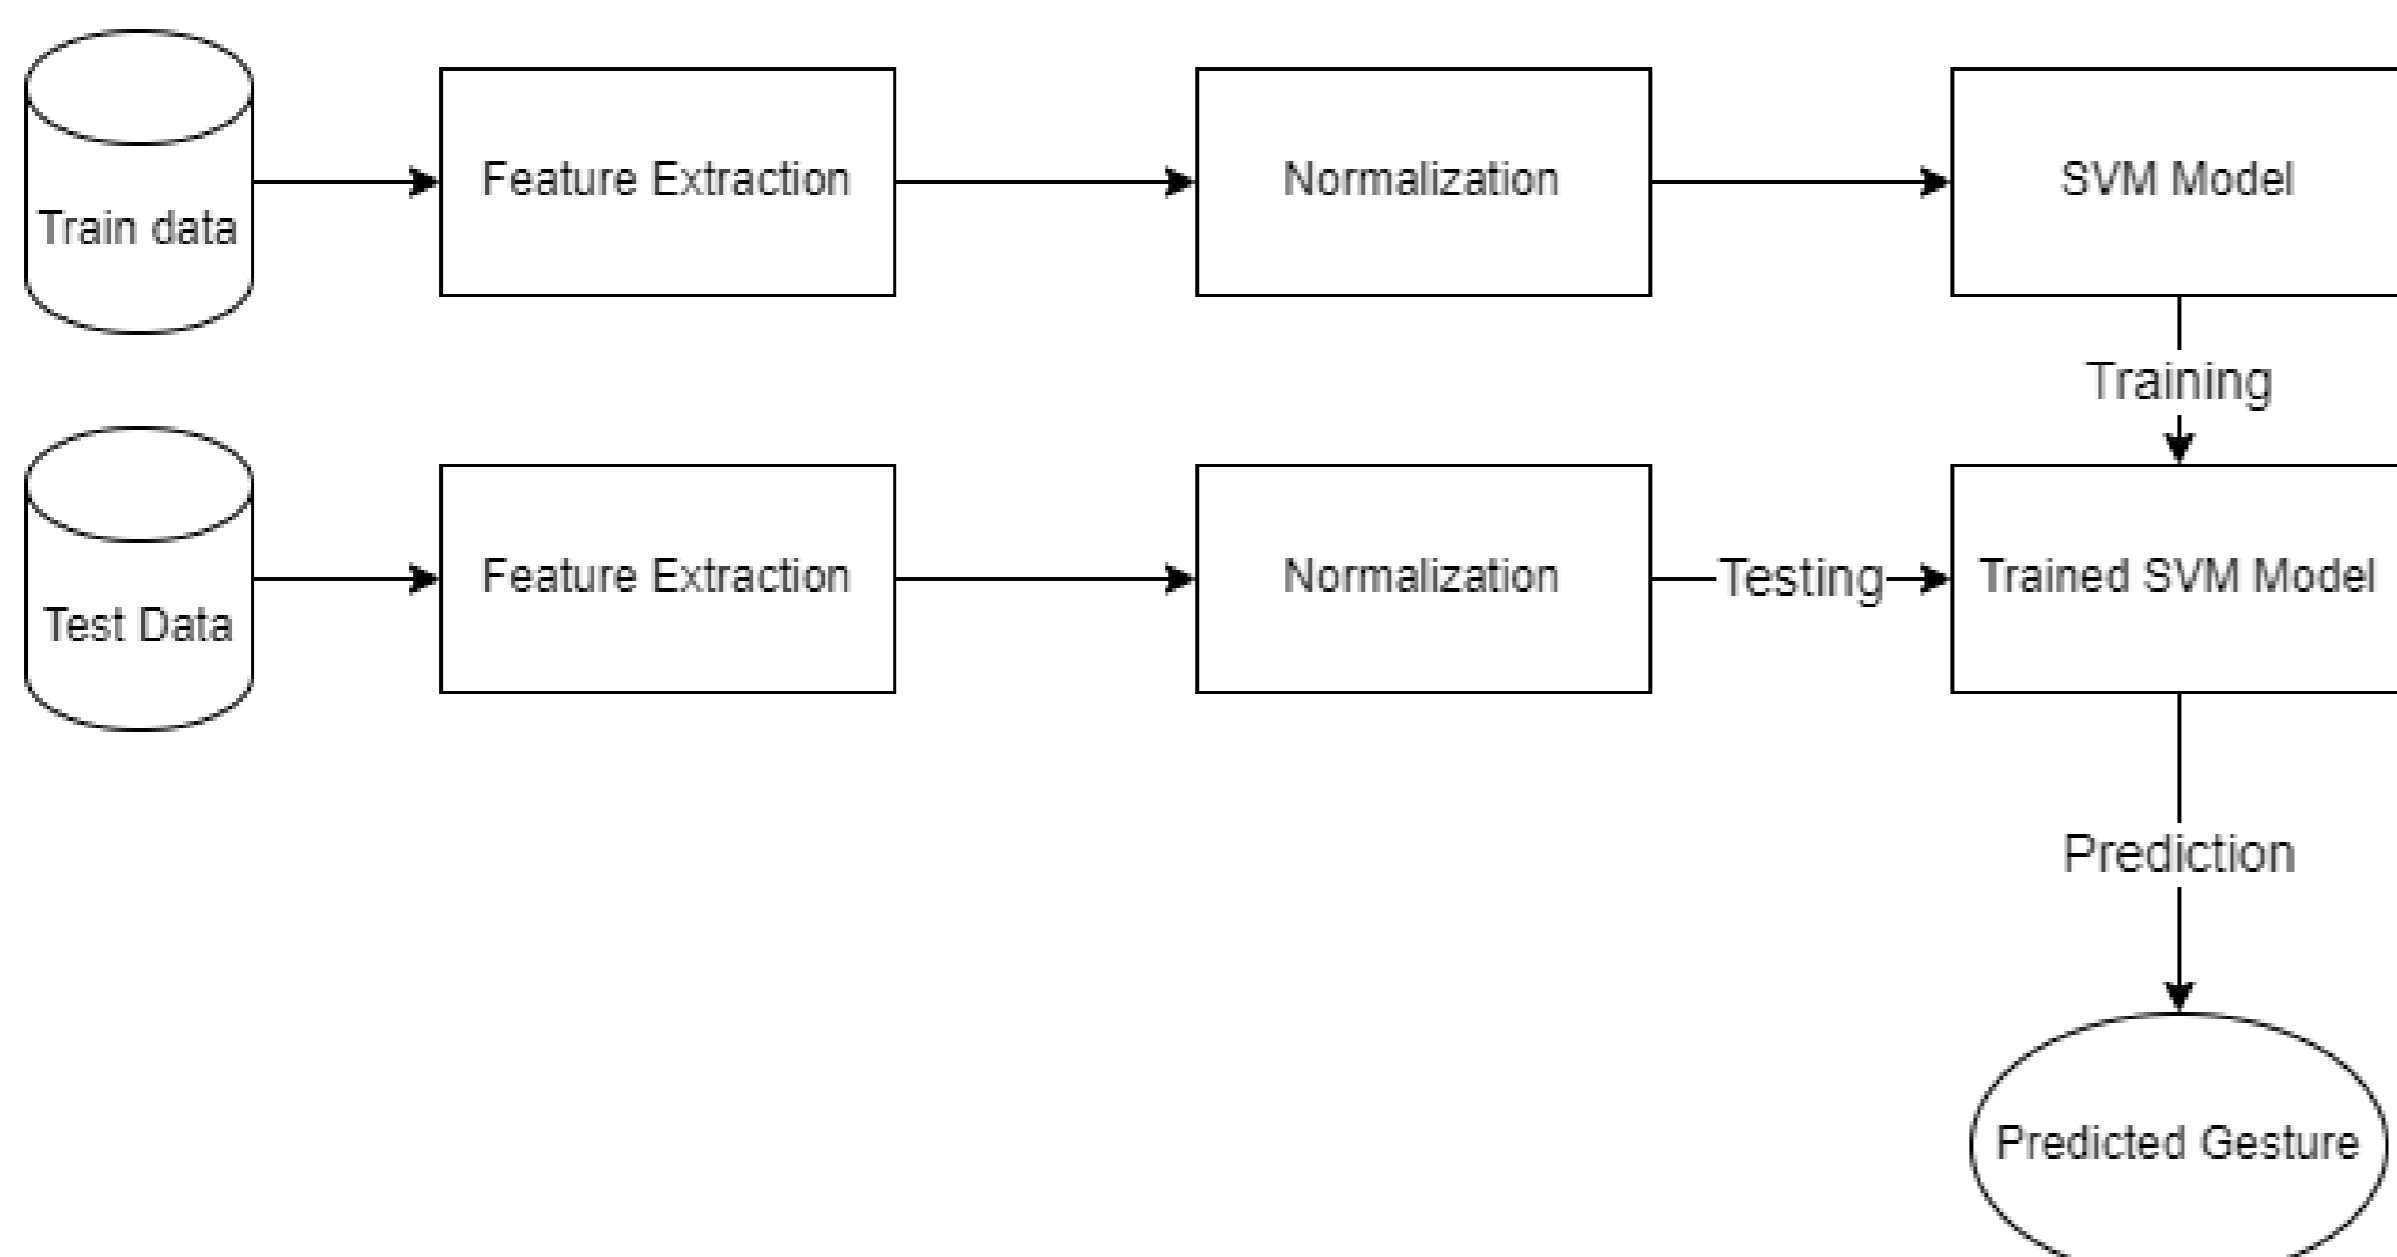 Train data
Feature Extraction
Normalization
SVM Model
Training
Test Data
Feature Extraction
Normalization
Testing
Trained SVM Model
Prediction
Predicted Gesture